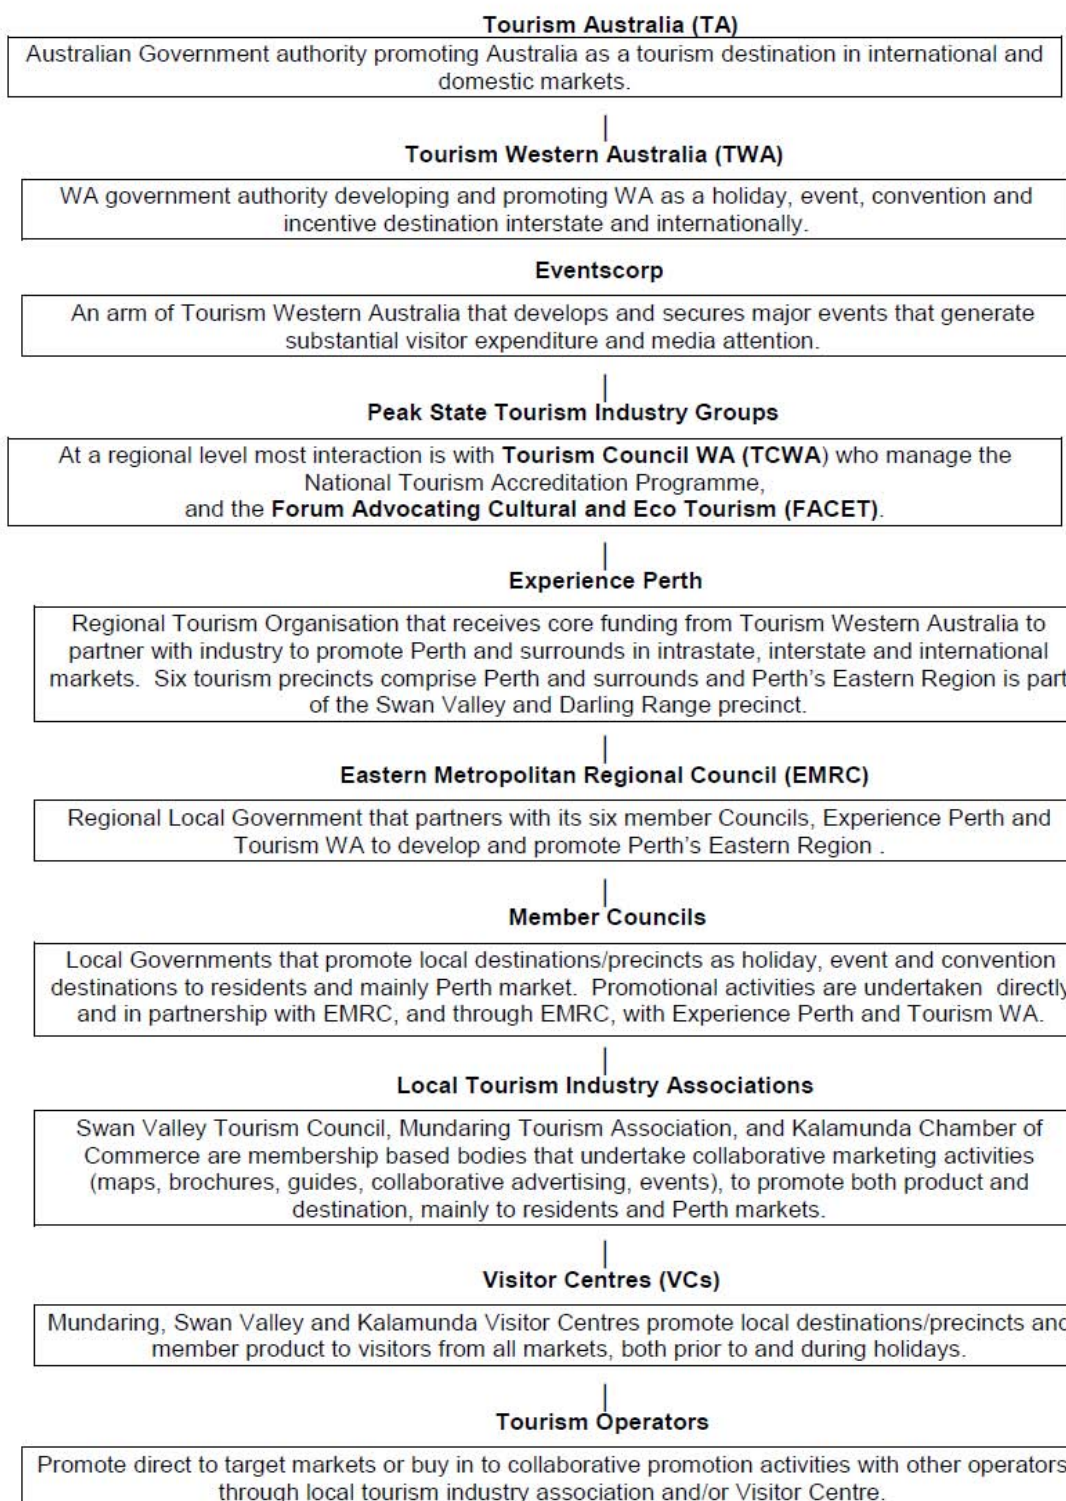 Tourism Australia (TA)
Australian Government authority promoting Australia as a tourism destination in international and
domestic markets.
Tourism Western Australia (TWA)
WA government authority developing and promoting WA as a holiday, event, convention and
incentive destination interstate and internationally.
Eventscorp
An arm of Tourism Western Australia that develops and secures major events that generate
substantial visitor expenditure and media attention.
Peak State Tourism Industry Groups
At a regional level most interaction is with Tourism Council WA (TCWA) who manage the
National Tourism Accreditation Programme,
and the Forum Advocating Cultural and Eco Tourism (FACET).
Experience Perth
Regional Tourism Organisation that receives core funding from Tourism Western Australia to
partner with industry to promote Perth and surrounds in intrastate, interstate and international
markets. Six tourism precincts comprise Perth and surrounds and Perth's Eastern Region is part
of the Swan Valley and Darling Range precinct.
Eastern Metropolitan Regional Council (EMRC)
Regional Local Government that partners with its six member Councils, Experience Perth and
Tourism WA to develop and promote Perth's Eastern Region .
Member Councils
Local Governments that promote local destinations/precincts as holiday, event and convention
destinations to residents and mainly Perth market. Promotional activities are undertaken directly
and in partnership with EMRC, and through EMRC, with Experience Perth and Tourism WA.
Local Tourism Industry Associations
Swan Valley Tourism Council, Mundaring Tourism Association, and Kalamunda Chamber of
Commerce are membership based bodies that undertake collaborative marketing activities
(maps, brochures, guides, collaborative advertising, events), to promote both product and
destination, mainly to residents and Perth markets.
Visitor Centres (VCs)
Mundaring, Swan Valley and Kalamunda Visitor Centres promote local destinations/precincts and
member product to visitors from all markets, both prior to and during holidays.
Tourism Operators
Promote direct to target markets or buy in to collaborative promotion activities with other operators
through local tourism industry association and/or Visitor Centre.